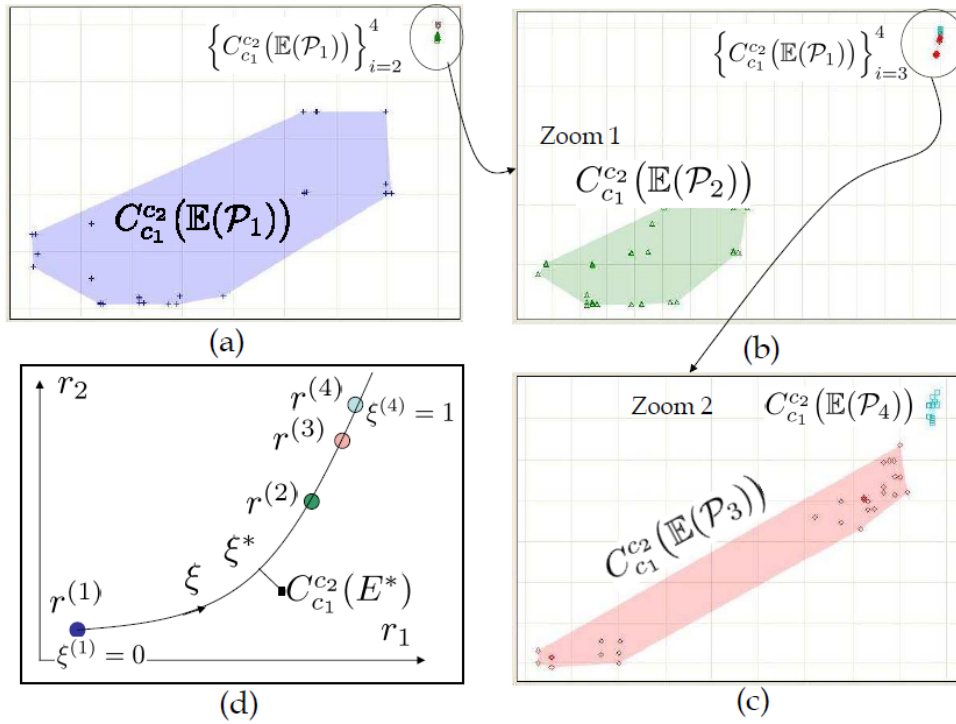 {C_{c_1}^{c_2}(𝔼(𝒫_1))}_{i=2}^{4}
C_{c_1}^{c_2}(𝔼(𝒫_1))
(a)
{C_{c_1}^{c_2}(𝔼(𝒫_1))}_{i=3}^{4}
Zoom 1
C_{c_1}^{c_2}(𝔼(𝒫_2))
(b)
r_2
r^{(4)}
ξ^{(4)} = 1
r^{(3)}
r^{(2)}
ξ*
ξ
C_{c_1}^{c_2}(E*)
r^{(1)}
r_1
ξ^{(1)} = 0
(d)
Zoom 2
C_{c_1}^{c_2}(𝔼(𝒫_4))
C_{c_1}^{c_2}(𝔼(𝒫_3))
(c)